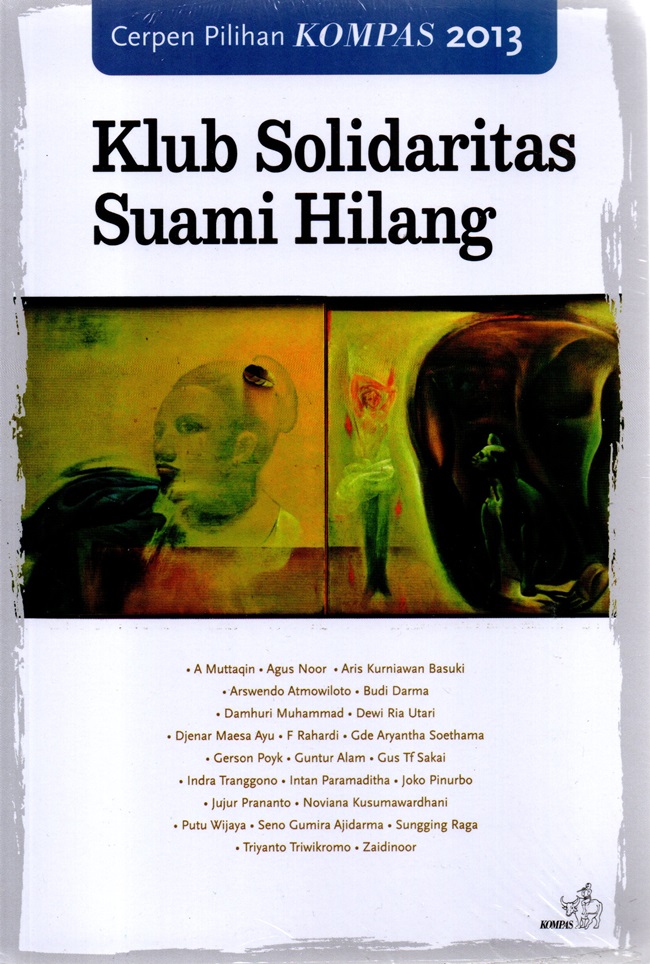 Cerpen Pilihan KOMPAS 2013
Klub Solidaritas
Suami Hilang
• A Muttaqin • Agus Noor • Aris Kurniawan Basuki
• Arswendo Atmowiloto • Budi Darma
• Damhuri Muhammad • Dewi Ria Utari
• Djenar Maesa Ayu • F Rahardi • Gde Aryantha Soethama
• Gerson Poyk • Guntur Alam • Gus Tf Sakai
• Indra Tranggono • Intan Paramaditha • Joko Pinurbo
• Jujur Prananto • Noviana Kusumawardhani
• Putu Wijaya • Seno Gumira Ajidarma • Sungging Raga
• Triyanto Triwikromo • Zaidinoor
KOMPAS